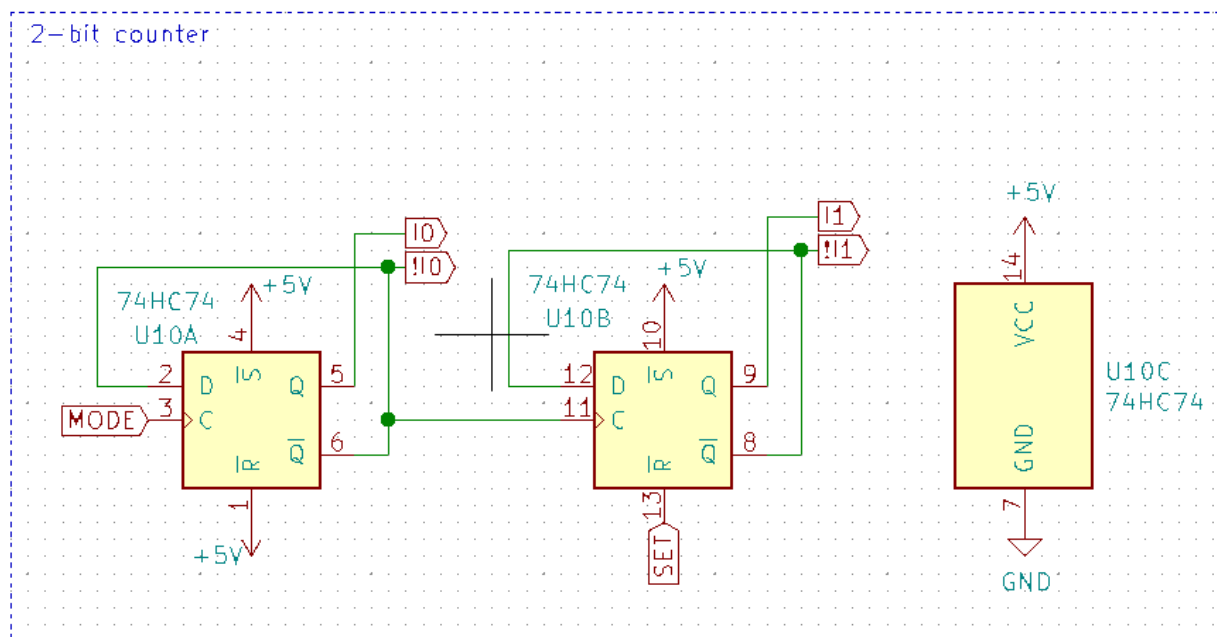 2-bit counter
I0
!I0
74HC74
U10A
+5V
4
2
D
S
Q
5
MODE
3
C
6
Q
R
1
+5V
I1
!I1
74HC74
U10B
+5V
10
12
D
S
Q
9
11
C
8
Q
R
13
SET
+5V
14
VCC
U10C
74HC74
GND
7
GND